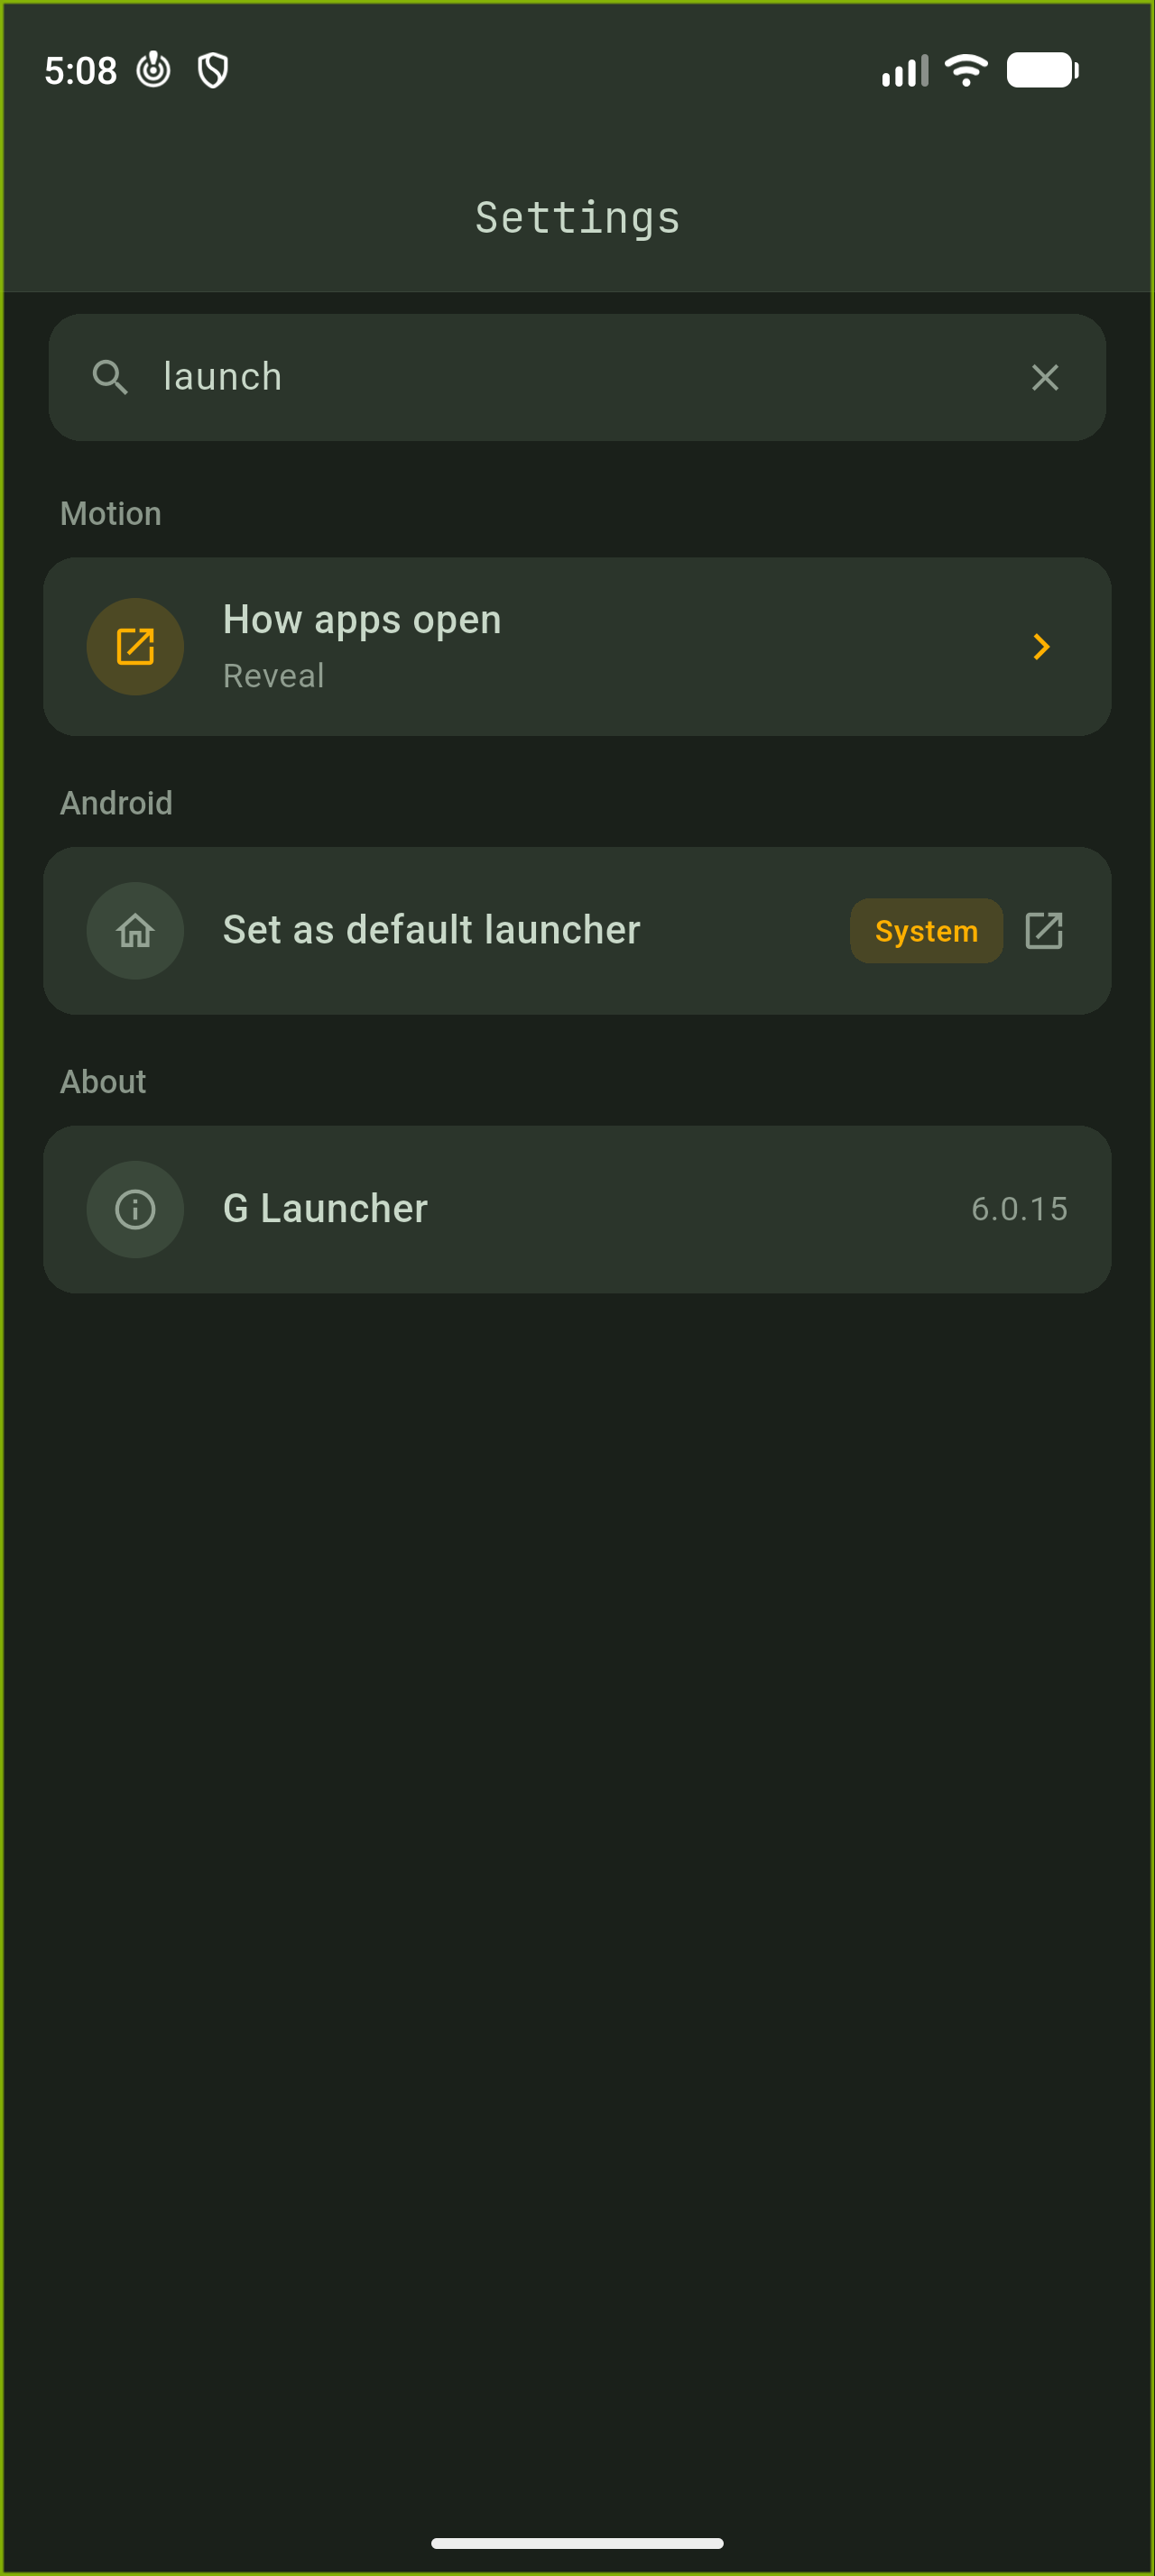 5:08
Settings
launch
Motion
How apps open
Reveal
Android
Set as default launcher
System
About
G Launcher
6.0.15